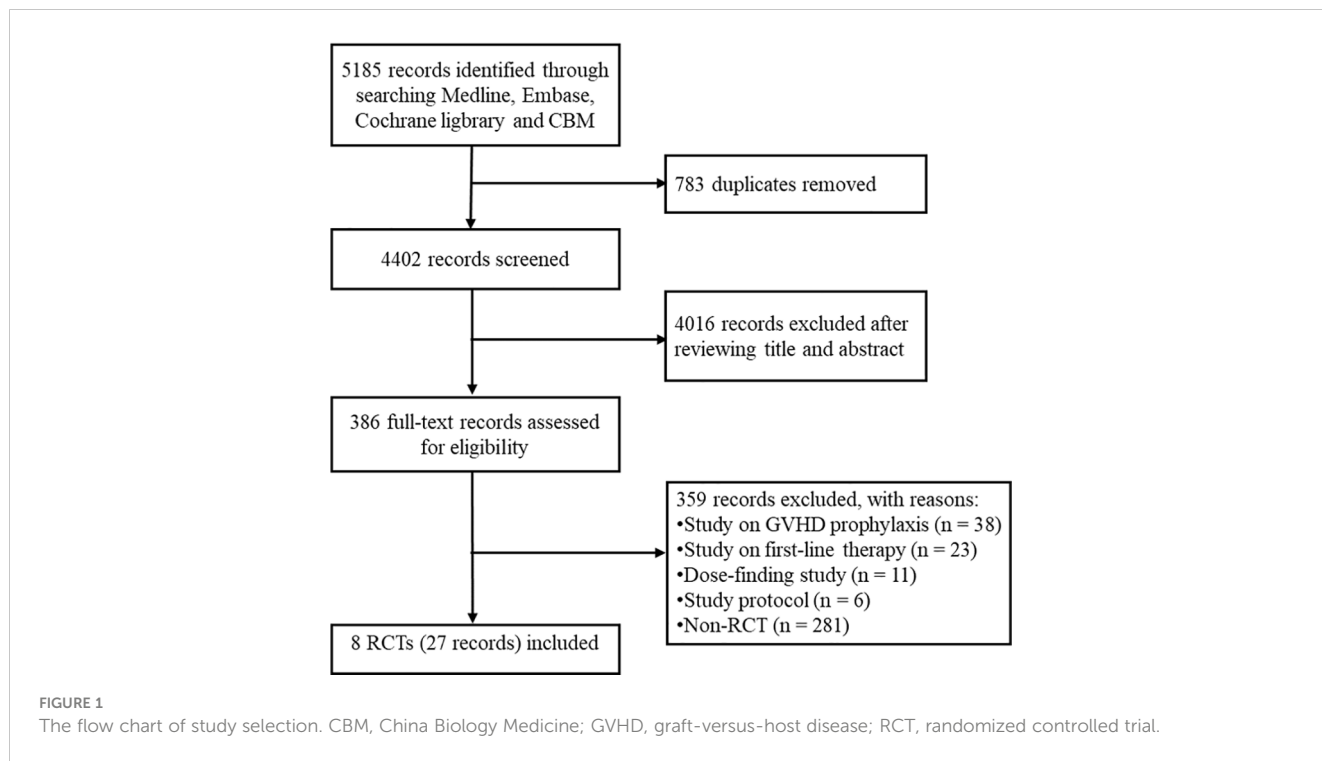 5185 records identified through
searching Medline, Embase,
Cochrane ligbrary and CBM
783 duplicates removed
4402 records screened
4016 records excluded after
reviewing title and abstract
386 full-text records assessed
for eligibility
359 records excluded, with reasons:
•Study on GVHD prophylaxis (n = 38)
•Study on first-line therapy (n = 23)
•Dose-finding study (n = 11)
•Study protocol (n = 6)
•Non-RCT (n = 281)
8 RCTs (27 records) included
FIGURE 1
The flow chart of study selection. CBM, China Biology Medicine; GVHD, graft-versus-host disease; RCT, randomized controlled trial.